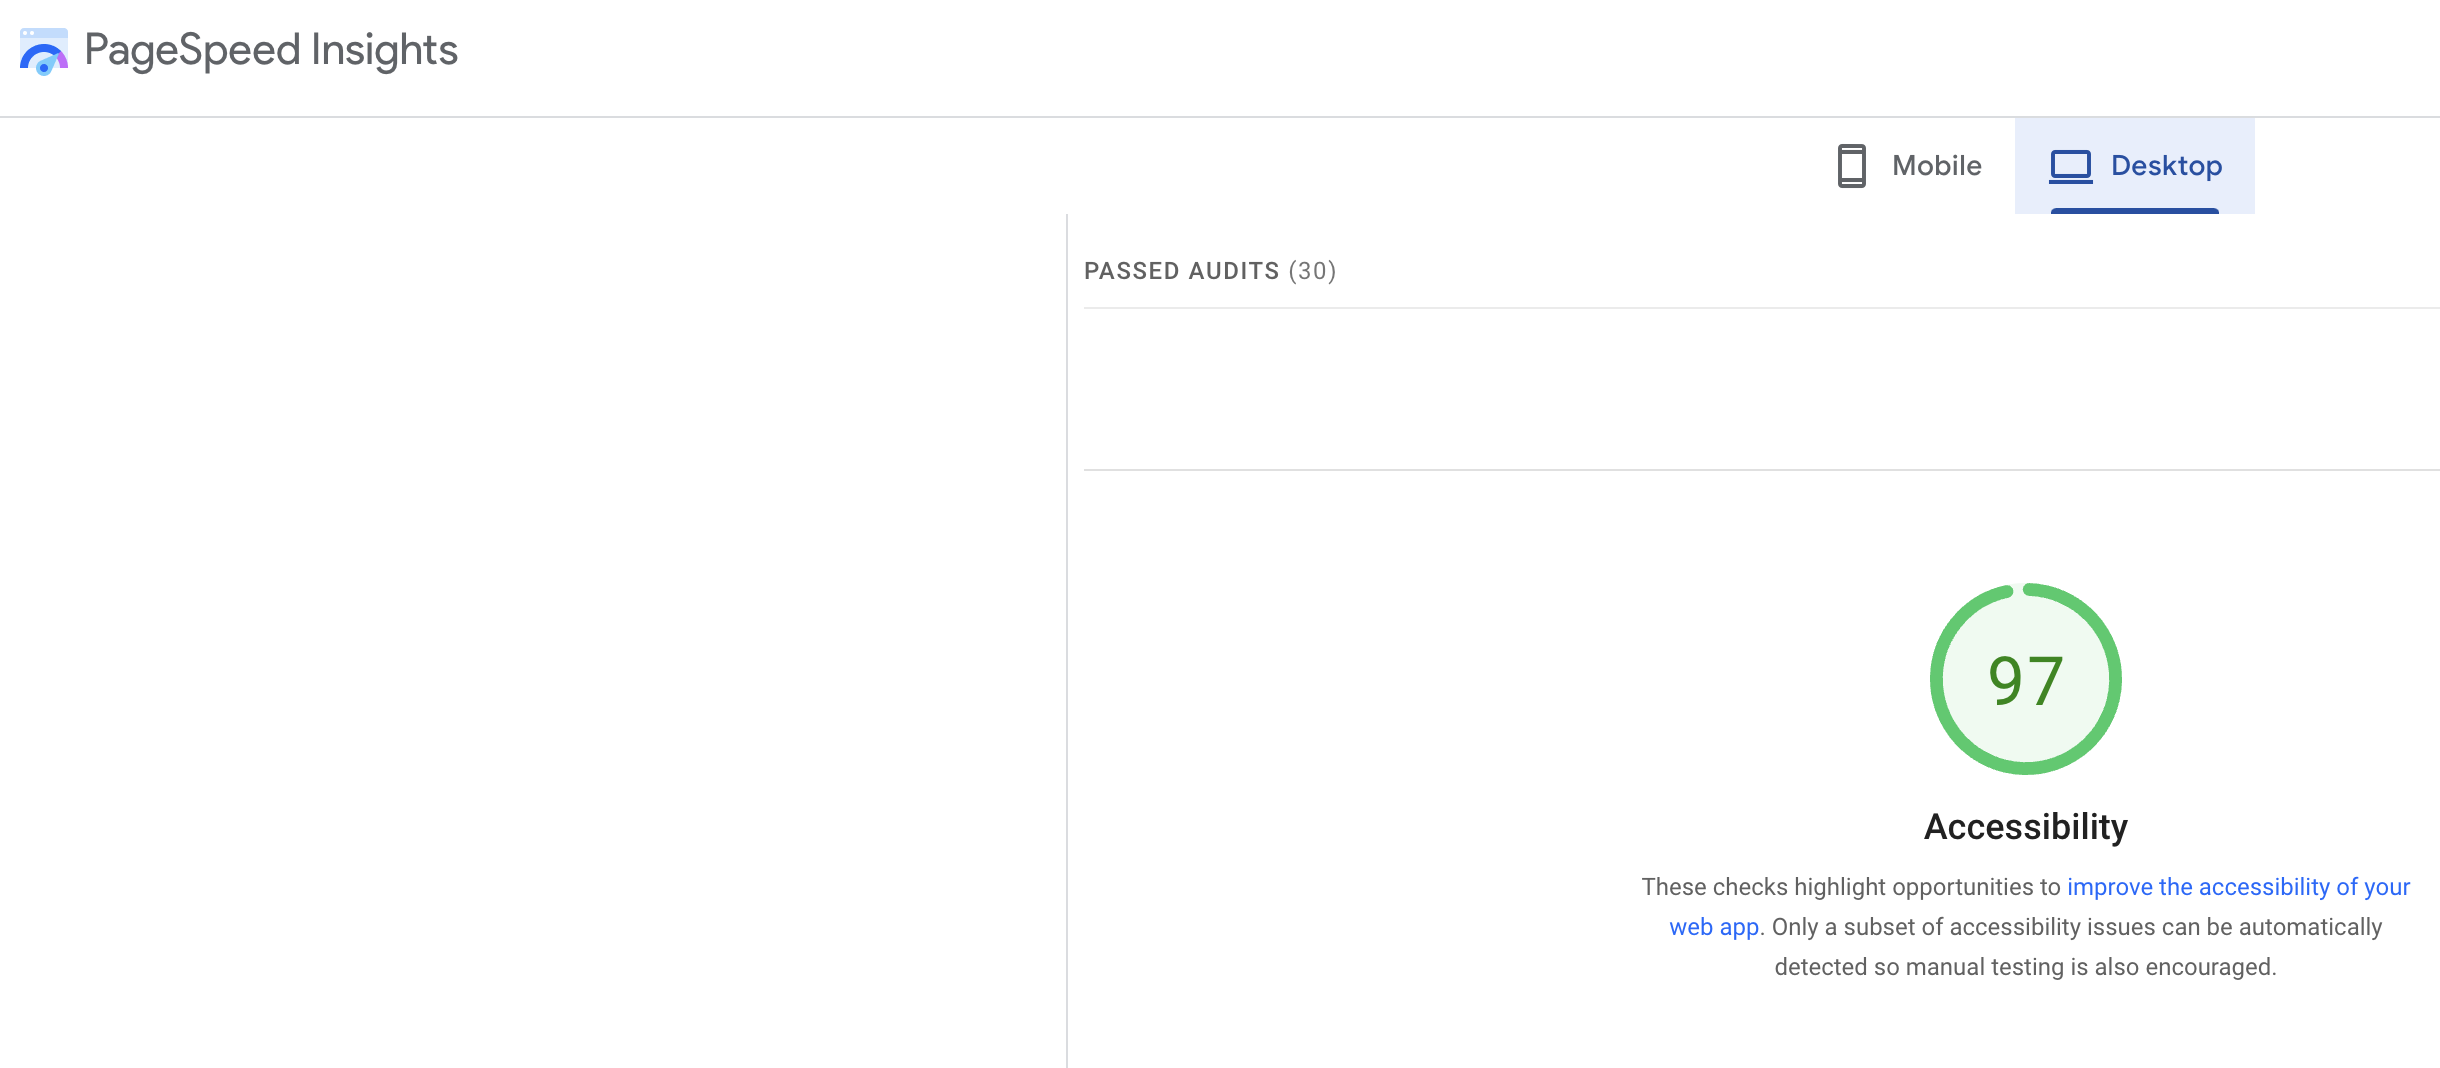 PageSpeed Insights
Mobile
Desktop
PASSED AUDITS (30)
97
Accessibility
These checks highlight opportunities to improve the accessibility of your
web app. Only a subset of accessibility issues can be automatically
detected so manual testing is also encouraged.